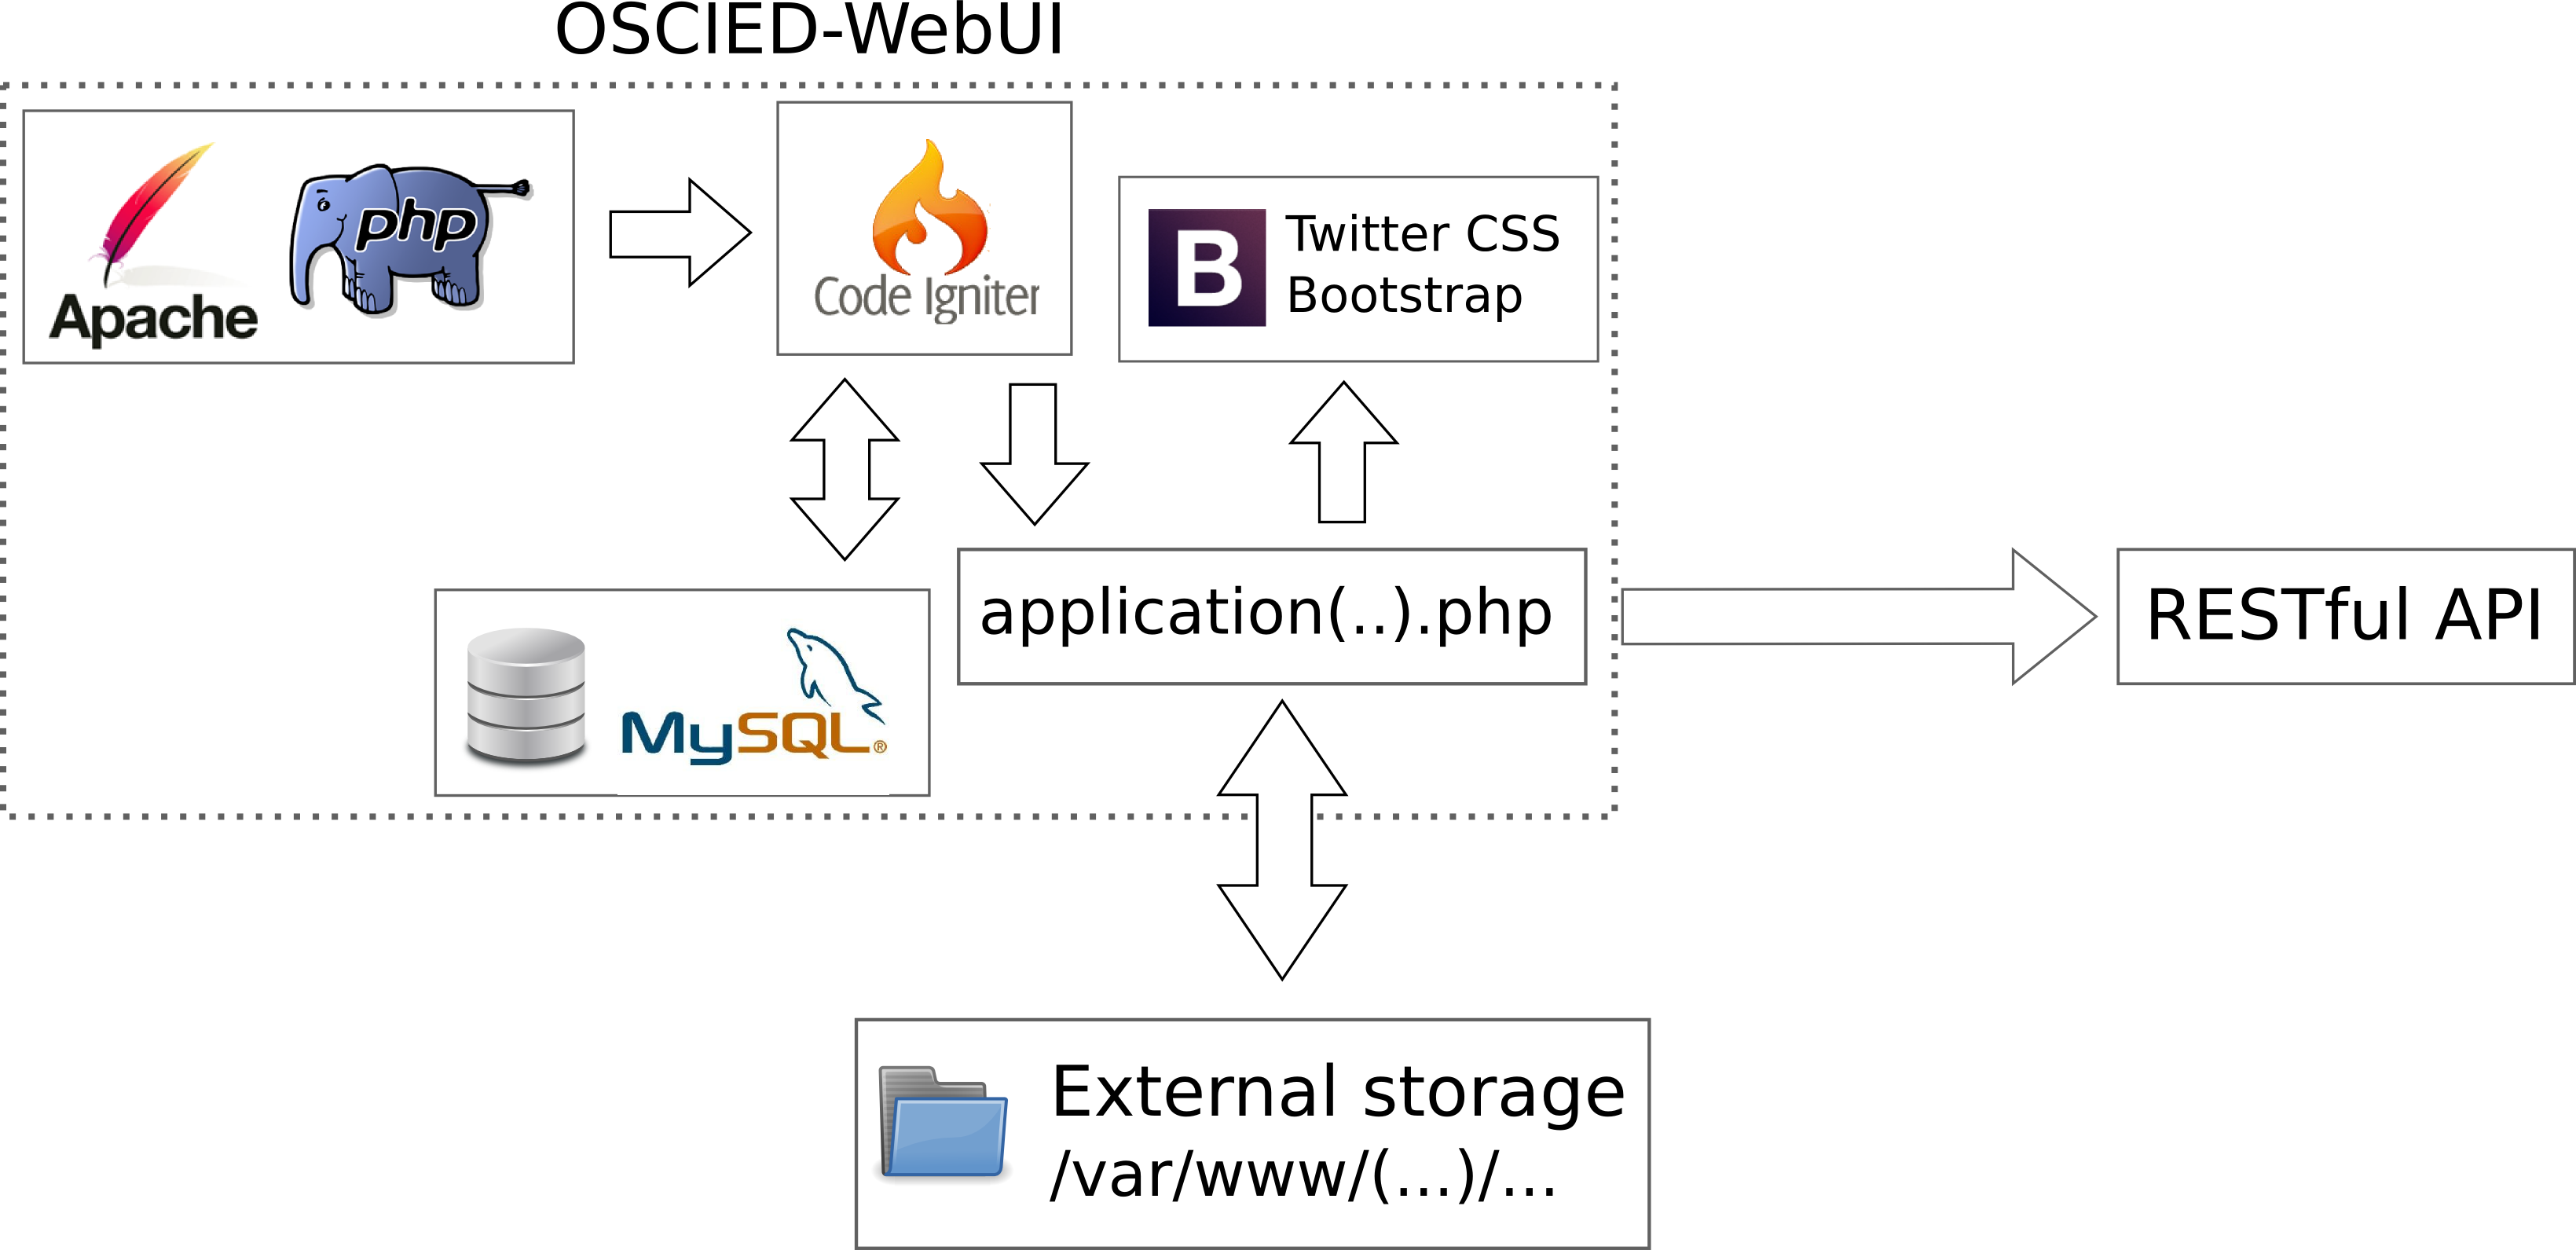 OSCIED-WebUI
Apache
php
Code Igniter
B
Twitter CSS
Bootstrap
application(..).php
RESTful API
MySQL®
External storage
/var/www/(...)/...